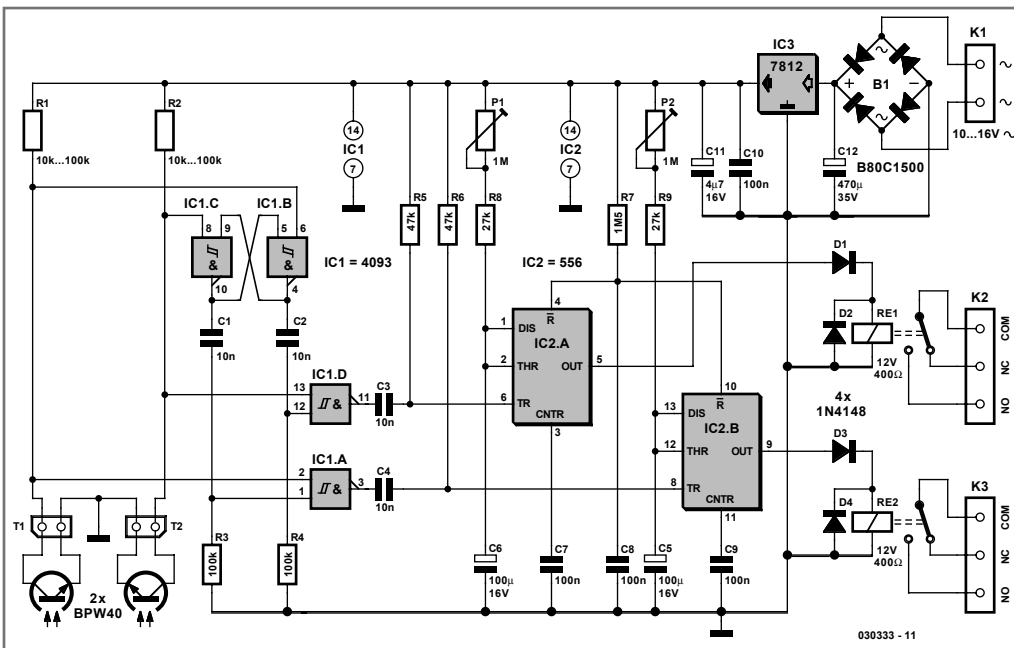 IC3
7812
K1
B1
+
−
∼
∼
∼
∼
10...16V ∼
B80C1500
R1
10k...100k
R2
10k...100k
14
IC1
7
P1
1M
14
IC2
7
P2
1M
C11
4µ7
16V
C10
100n
C12
470µ
35V
IC1.C
IC1.B
8
9
5
6
&
&
10
4
R5
47k
R6
47k
R8
27k
R7
1M5
R9
27k
IC1 = 4093
IC2 = 556
C1
10n
C2
10n
D1
D2
RE1
12V
400Ω
K2
COM
NC
NO
4
R
1
DIS
IC2.A
2
THR
OUT
5
6
TR
CNTR
3
13
12
IC1.D
&
11
C3
10n
4x
1N4148
10
R
13
DIS
IC2.B
12
THR
OUT
9
8
TR
CNTR
11
D3
D4
RE2
12V
400Ω
K3
COM
NC
NO
2
1
IC1.A
&
3
C4
10n
T1
T2
2x
BPW40
R3
100k
R4
100k
C6
100µ
16V
C7
100n
C8
100n
C5
100µ
16V
C9
100n
030333 - 11